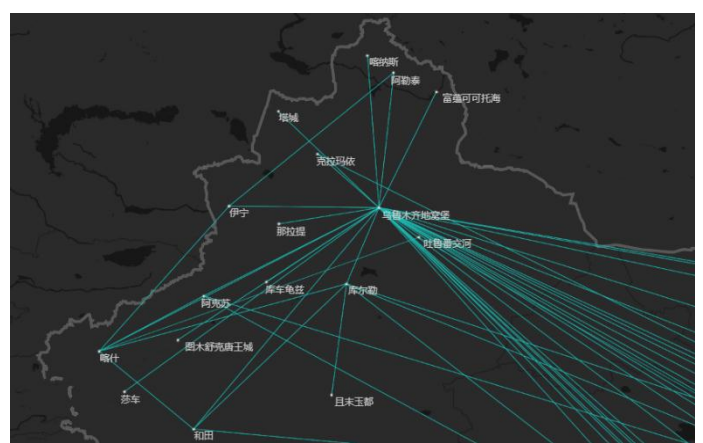 喀纳斯
阿勒泰
富蕴可可托海
塔城
克拉玛依
伊宁
乌鲁木齐地窝堡
那拉提
吐鲁番交河
库车龟兹
库尔勒
阿克苏
图木舒克唐王城
喀什
莎车
且末玉都
和田